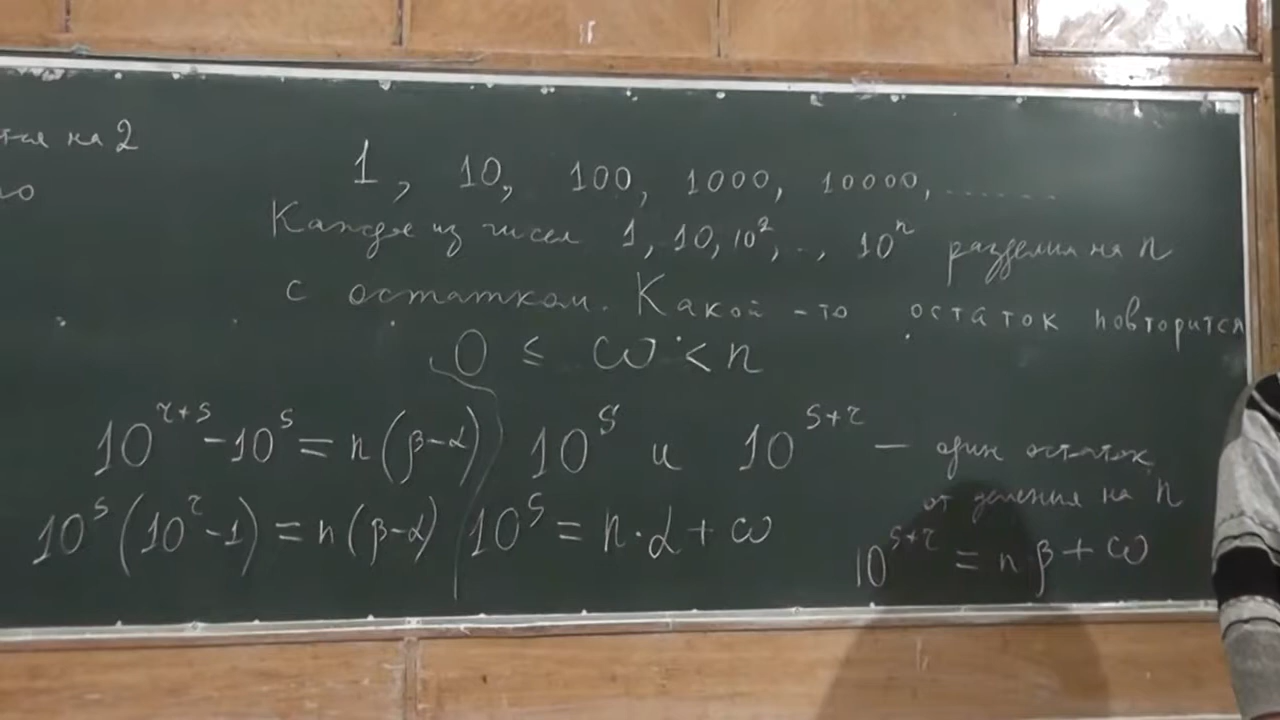 тся на 2
о
1, 10, 100, 1000, 10000, .......
Каждое из чисел 1, 10, 10², .., 10ⁿ разделим на n
с остатком. Какой-то остаток повторится
0 ≤ ω < n
10^{r+s} - 10^s = n(β-α) 10^s и 10^{s+r} — один остаток
от деления на n
10^s(10^r-1) = n(β-α) 10^s = n·α + ω 10^{s+r} = nβ + ω